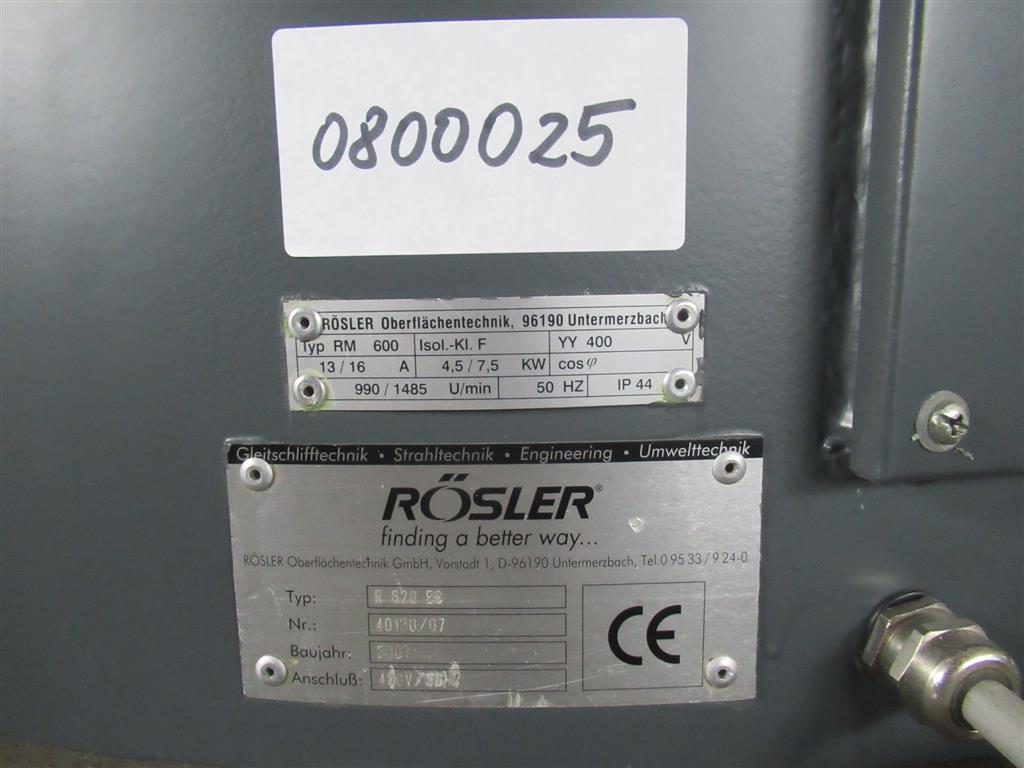 0800025
RÖSLER Oberflächentechnik, 96190 Untermerzbach
Typ RM 600 Isol.-Kl. F YY 400 V
13 / 16 A 4,5 / 7,5 KW cos φ
990 / 1485 U/min 50 HZ IP 44
Gleitschlifftechnik · Strahltechnik · Engineering · Umwelttechnik
RÖSLER®
finding a better way...
RÖSLER Oberflächentechnik GmbH, Vorstadt 1, D-96190 Untermerzbach, Tel.0 95 33 / 9 24-0
Typ:
Nr.:
Baujahr:
Anschluß:
CE